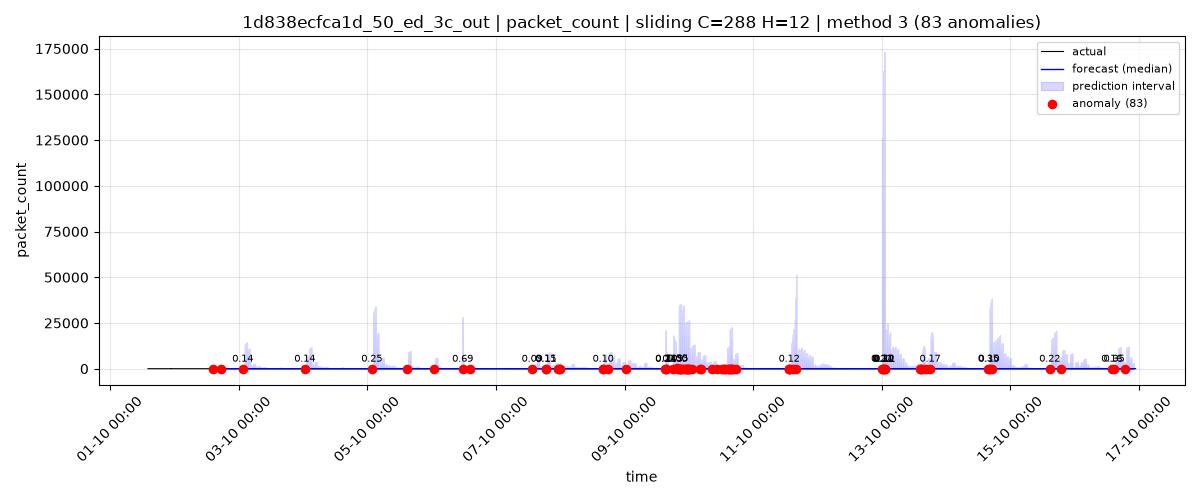 1d838ecfca1d_50_ed_3c_out | packet_count | sliding C=288 H=12 | method 3 (83 anomalies)
actual
forecast (median)
prediction interval
anomaly (83)
packet_count
175000
150000
125000
100000
75000
50000
25000
0
0.14 0.14 0.25 0.69 0.10 0.12 0.17 0.22
01-10 00:00 03-10 00:00 05-10 00:00 07-10 00:00 09-10 00:00 11-10 00:00 13-10 00:00 15-10 00:00 17-10 00:00
time